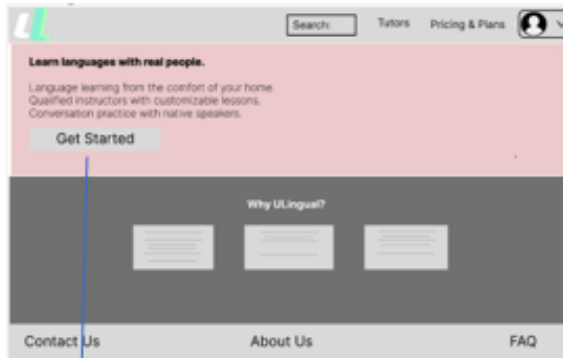 UL
Search:
Tutors
Pricing & Plans
Learn languages with real people.
Language learning from the comfort of your home.
Qualified instructors with customizable lessons.
Conversation practice with native speakers.
Get Started
Why ULingual?
Contact Us
About Us
FAQ